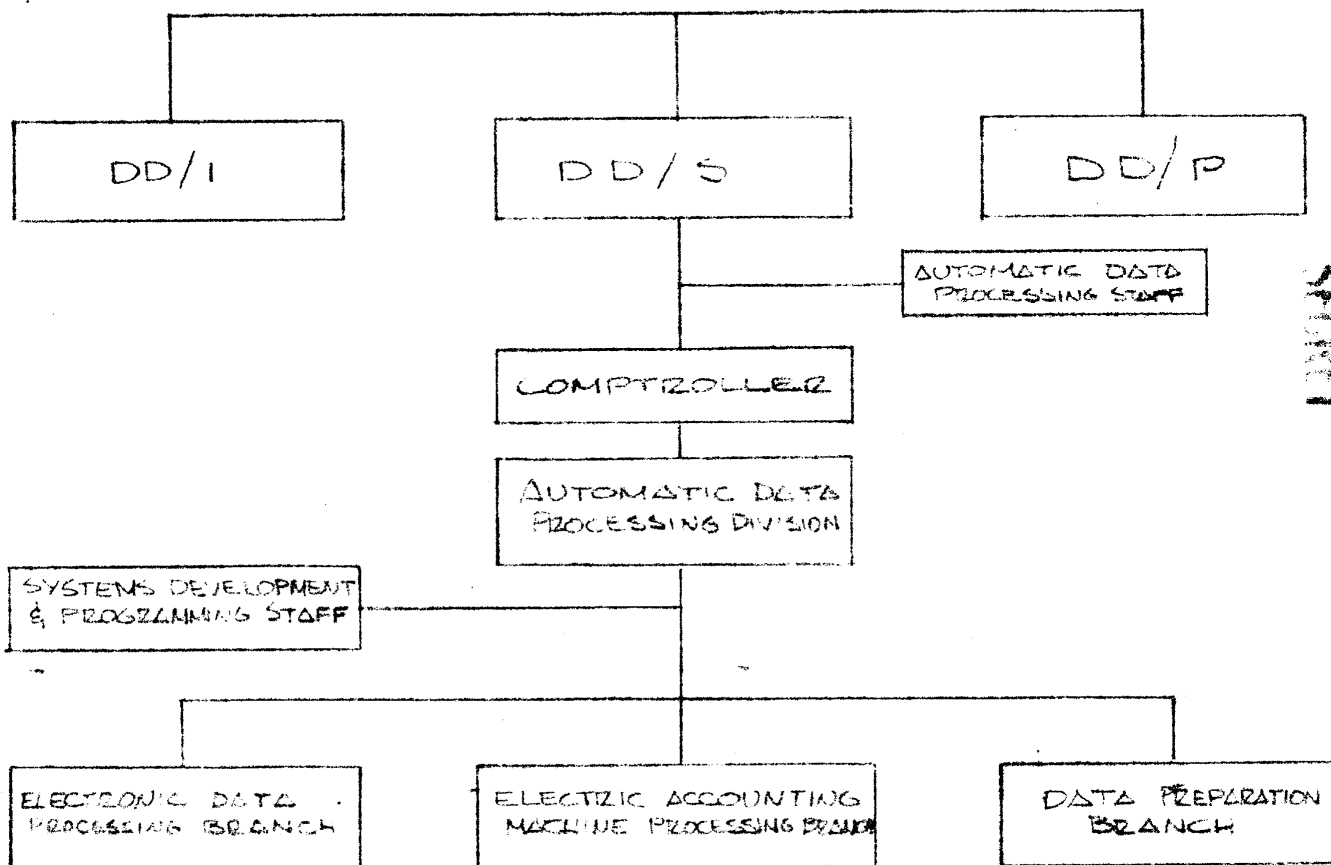 DD/I
DD/S
DD/P
AUTOMATIC DATA
PROCESSING STAFF
COMPTROLLER
AUTOMATIC DATA
PROCESSING DIVISION
SYSTEMS DEVELOPMENT
& PROGRAMMING STAFF
ELECTRONIC DATA
PROCESSING BRANCH
ELECTRIC ACCOUNTING
MACHINE PROCESSING BRANCH
DATA PREPARATION
BRANCH